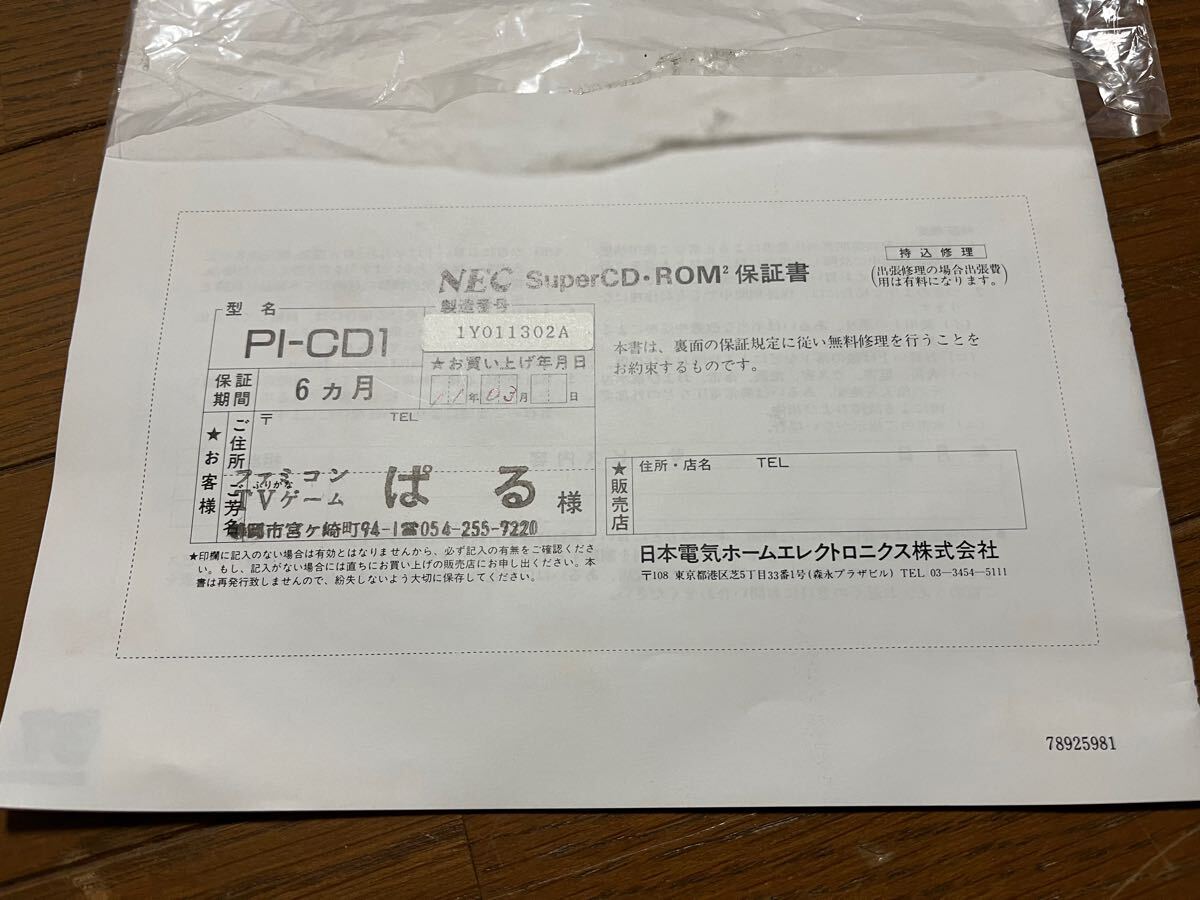 持込修理
(出張修理の場合出張費
用は有料になります。)
NEC SuperCD・ROM² 保証書
型名
PI-CD1
製造番号
1Y011302A
★お買い上げ年月日
11年 03月 日
保証期間
6ヵ月
本書は、裏面の保証規定に従い無料修理を行うことを
お約束するものです。
★お客様
ご住所
〒 TEL
ご芳名
ふりがな
ファミコン
TVゲーム ぱる 様
静岡市宮ケ崎町94-1☎054-255-7220
★販売店
住所・店名 TEL
★印欄に記入のない場合は有効とはなりませんから、必ず記入の有無をご確認くださ
い。もし、記入がない場合には直ちにお買い上げの販売店にお申し出ください。本
書は再発行致しませんので、紛失しないよう大切に保存してください。
日本電気ホームエレクトロニクス株式会社
〒108 東京都港区芝5丁目33番1号(森永プラザビル) TEL 03-3454-5111
78925981